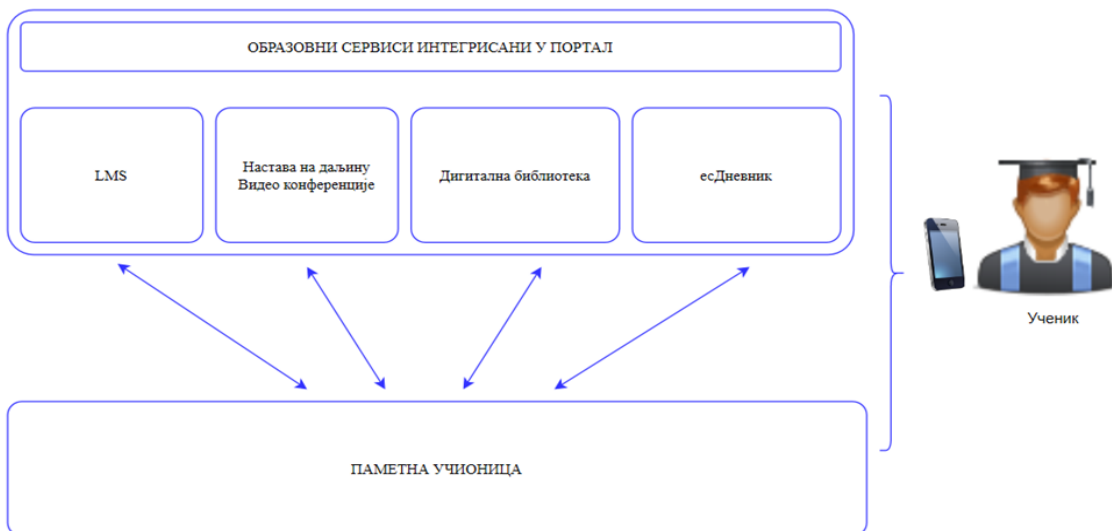 ОБРАЗОВНИ СЕРВИСИ ИНТЕГРИСАНИ У ПОРТАЛ
LMS
Настава на даљину
Видео конференције
Дигитална библиотека
есДневник
Ученик
ПАМЕТНА УЧИОНИЦА